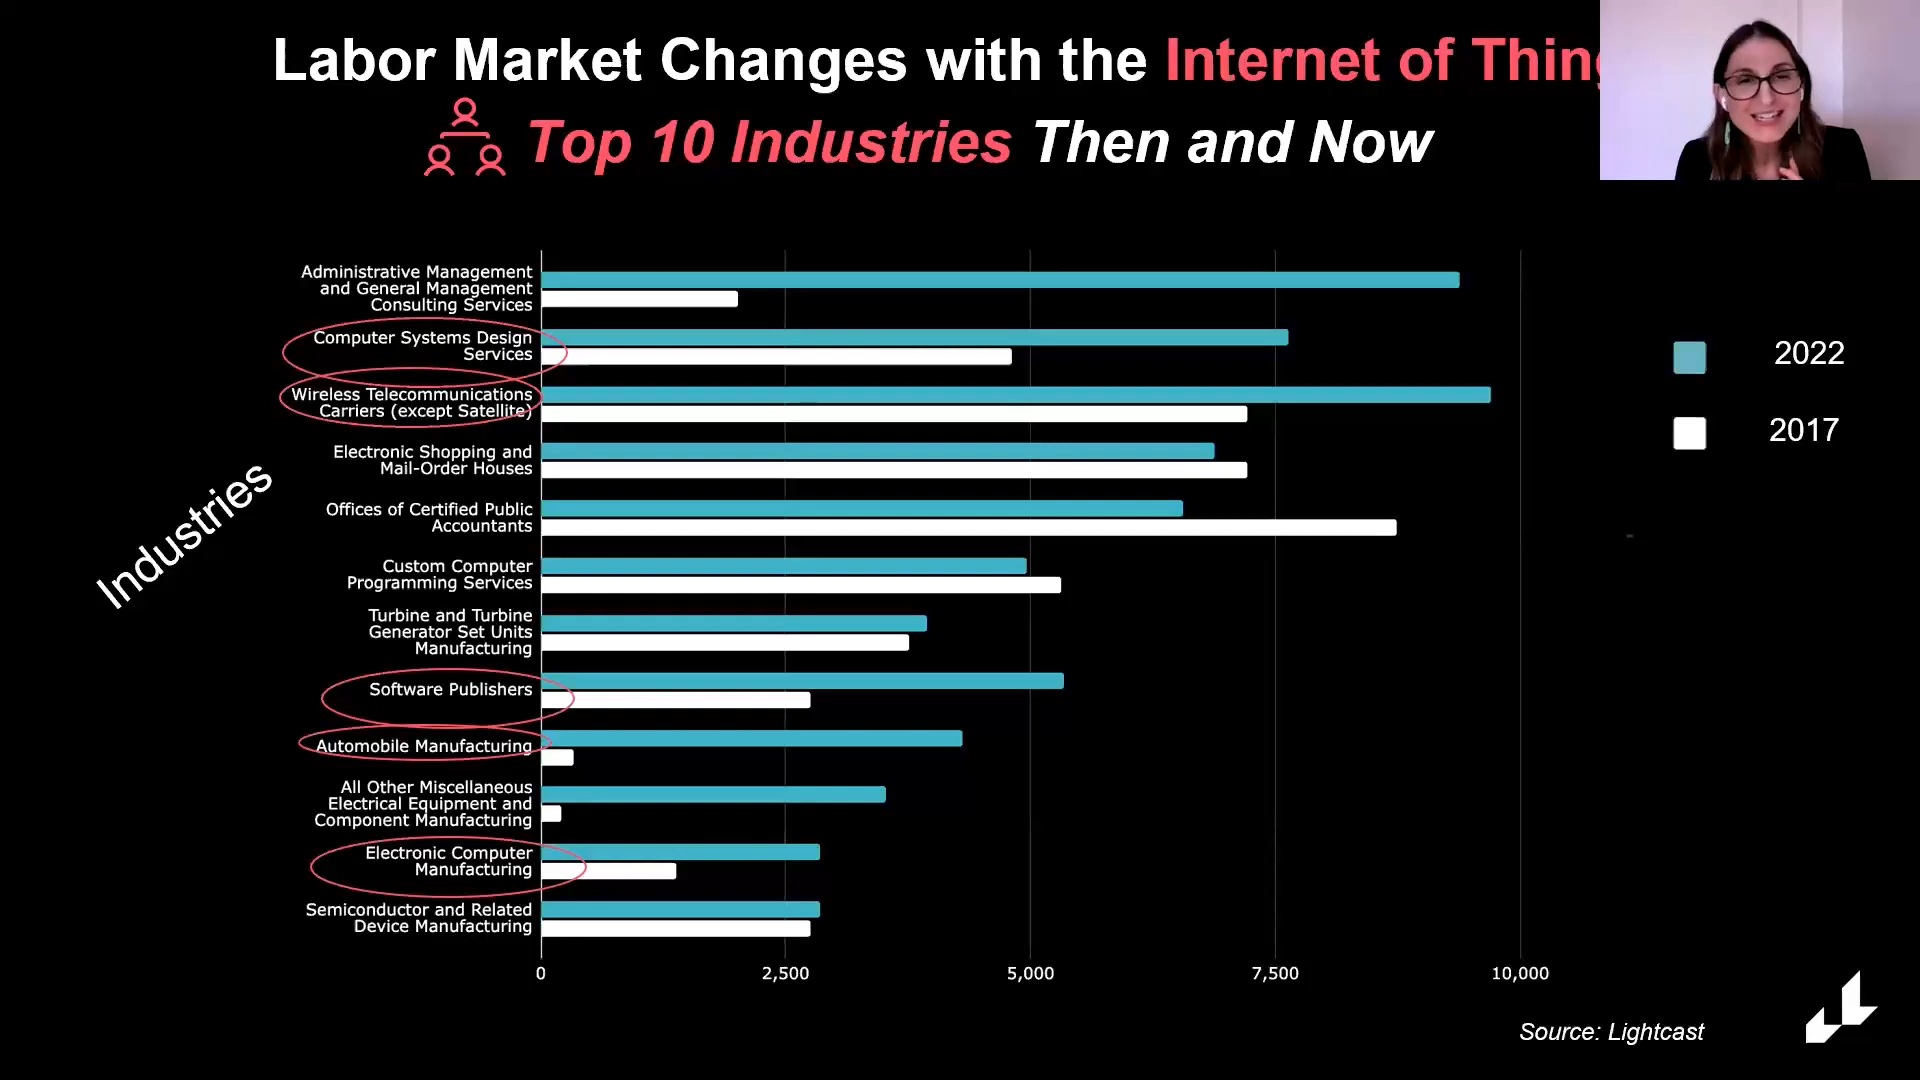 Labor Market Changes with the Internet of Thing
Top 10 Industries Then and Now
Administrative Management
and General Management
Consulting Services
Computer Systems Design
Services
Wireless Telecommunications
Carriers (except Satellite)
Electronic Shopping and
Mail-Order Houses
Offices of Certified Public
Accountants
Custom Computer
Programming Services
Turbine and Turbine
Generator Set Units
Manufacturing
Software Publishers
Automobile Manufacturing
All Other Miscellaneous
Electrical Equipment and
Component Manufacturing
Electronic Computer
Manufacturing
Semiconductor and Related
Device Manufacturing
Industries
0 2,500 5,000 7,500 10,000
2022
2017
Source: Lightcast